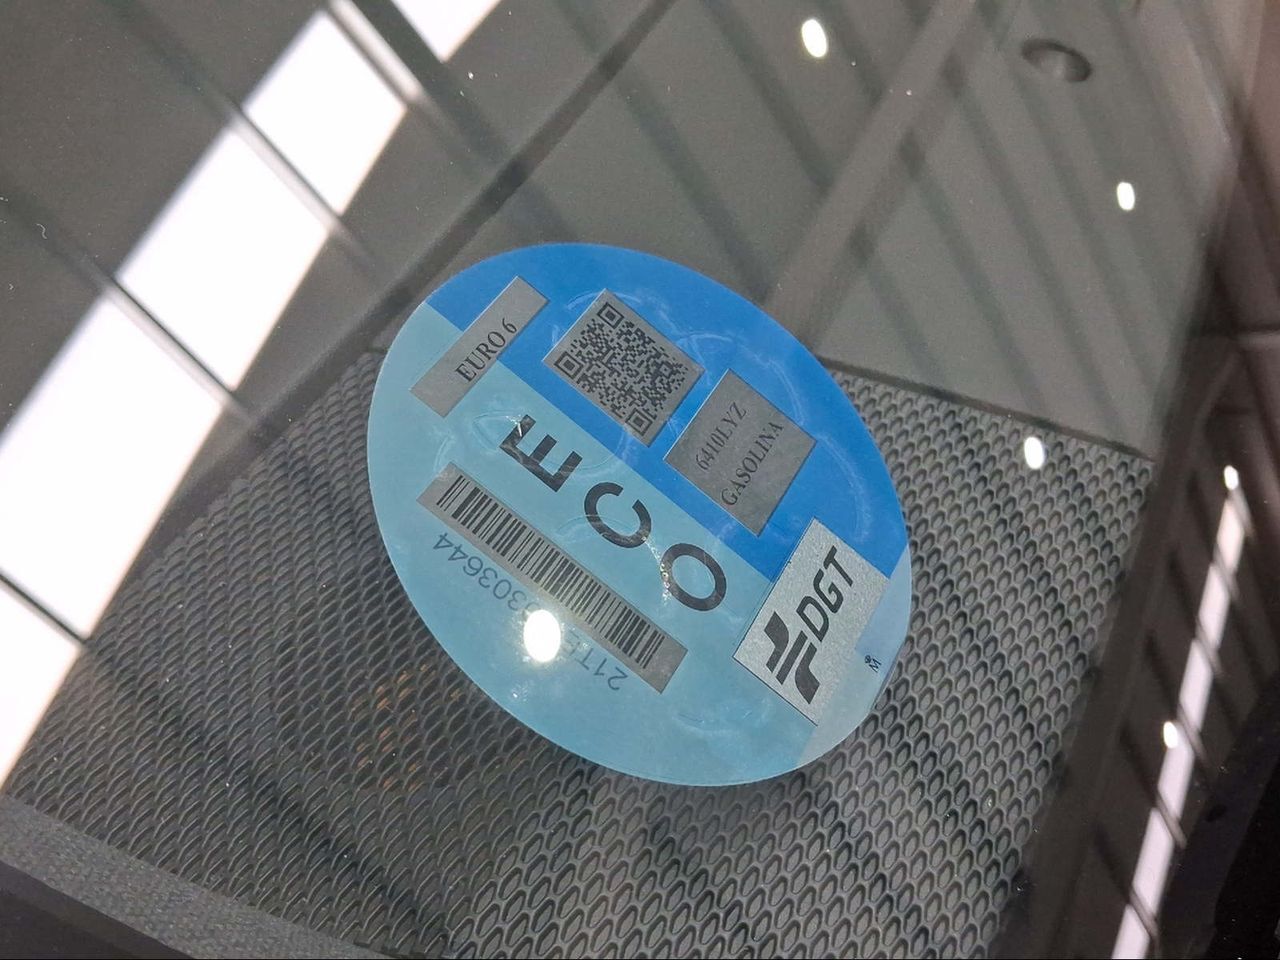 EURO 6
6410LYZ
GASOLINA
ECO
DGT
M